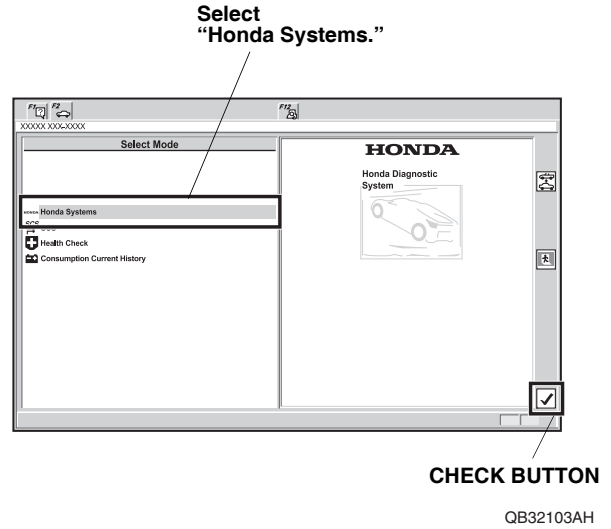 Select
“Honda Systems.”
F1 F2 F12
XXXXX XXX-XXXX
Select Mode
HONDA
Honda Diagnostic
System
HONDA Honda Systems
Health Check
Consumption Current History
CHECK BUTTON
QB32103AH